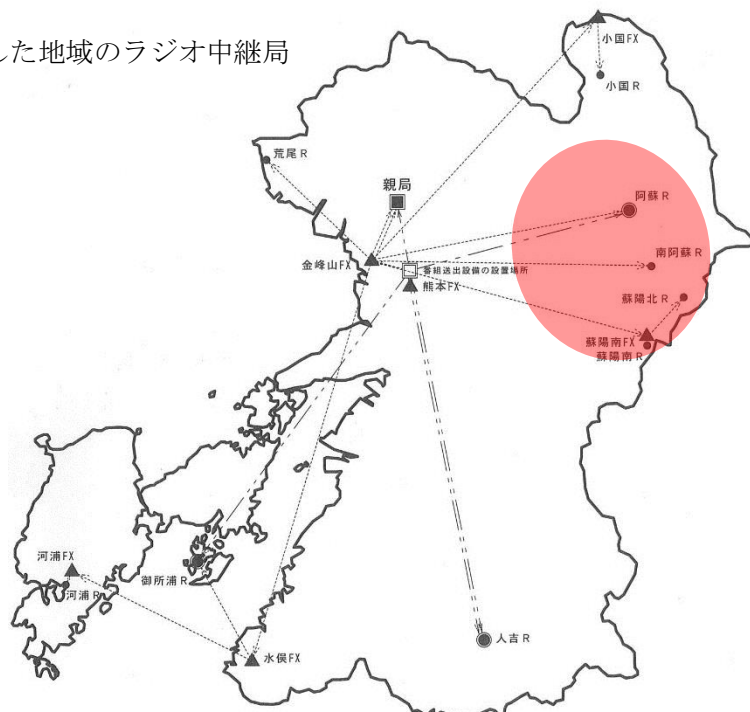 した地域のラジオ中継局
小国FX
小国R
荒尾R
親局
阿蘇R
金峰山FX
南阿蘇R
番組送出設備の設置場所
熊本FX
蘇陽北R
蘇陽南FX
蘇陽南R
河浦FX
御所浦R
河浦R
水俣FX
人吉R